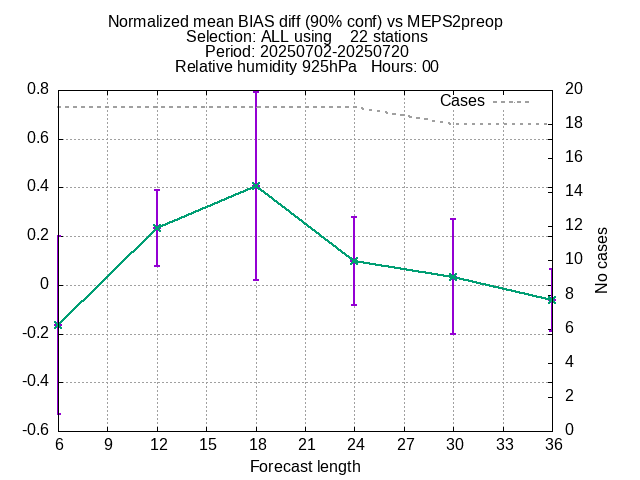 Normalized mean BIAS diff (90% conf) vs MEPS2preop
Selection: ALL using    22 stations
Period: 20250702-20250720
Relative humidity 925hPa   Hours: 00
Cases
0.8
0.6
0.4
0.2
0
-0.2
-0.4
-0.6
20
18
16
14
12
10
8
6
4
2
0
No cases
6 9 12 15 18 21 24 27 30 33 36
Forecast length